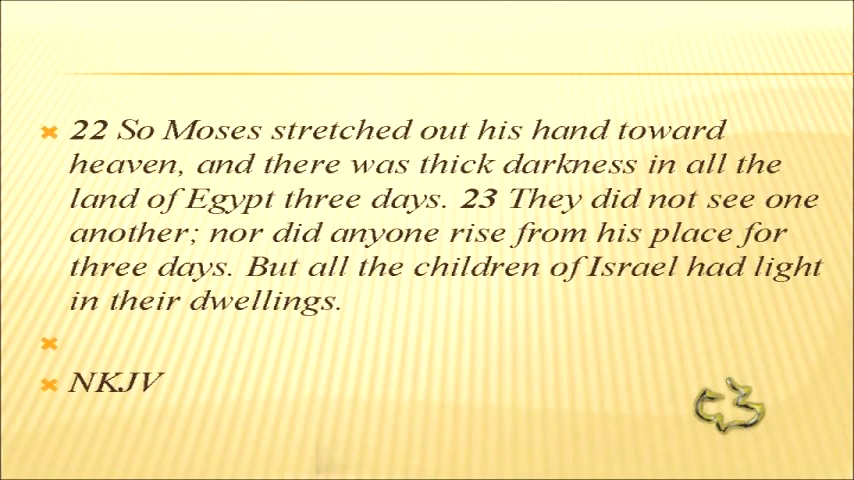 22 So Moses stretched out his hand toward
heaven, and there was thick darkness in all the
land of Egypt three days. 23 They did not see one
another; nor did anyone rise from his place for
three days. But all the children of Israel had light
in their dwellings.
NKJV